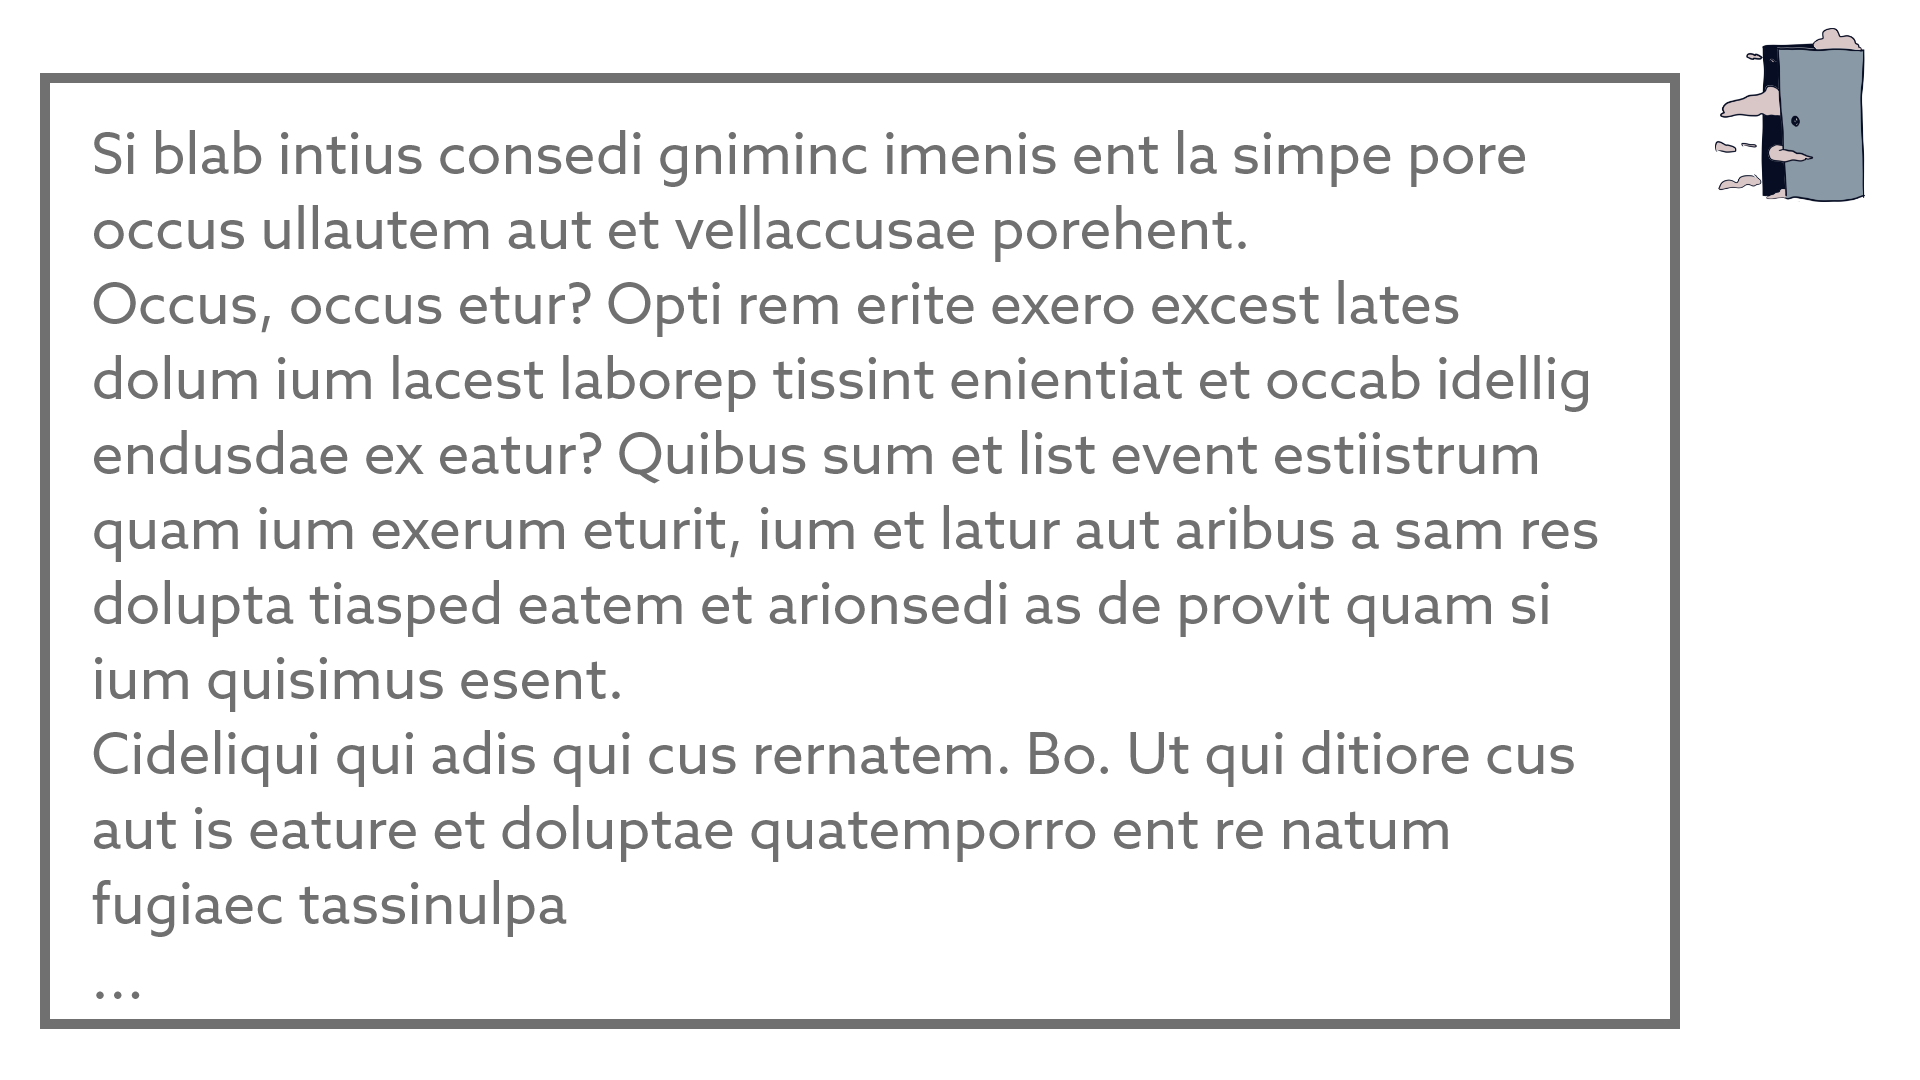 Si blab intius consedi gniminc imenis ent la simpe pore
occus ullautem aut et vellaccusae porehent.
Occus, occus etur? Opti rem erite exero excest lates
dolum ium lacest laborep tissint enientiat et occab idellig
endusdae ex eatur? Quibus sum et list event estiistrum
quam ium exerum eturit, ium et latur aut aribus a sam res
dolupta tiasped eatem et arionsedi as de provit quam si
ium quisimus esent.
Cideliqui qui adis qui cus rernatem. Bo. Ut qui ditiore cus
aut is eature et doluptae quatemporro ent re natum
fugiaec tassinulpa
...